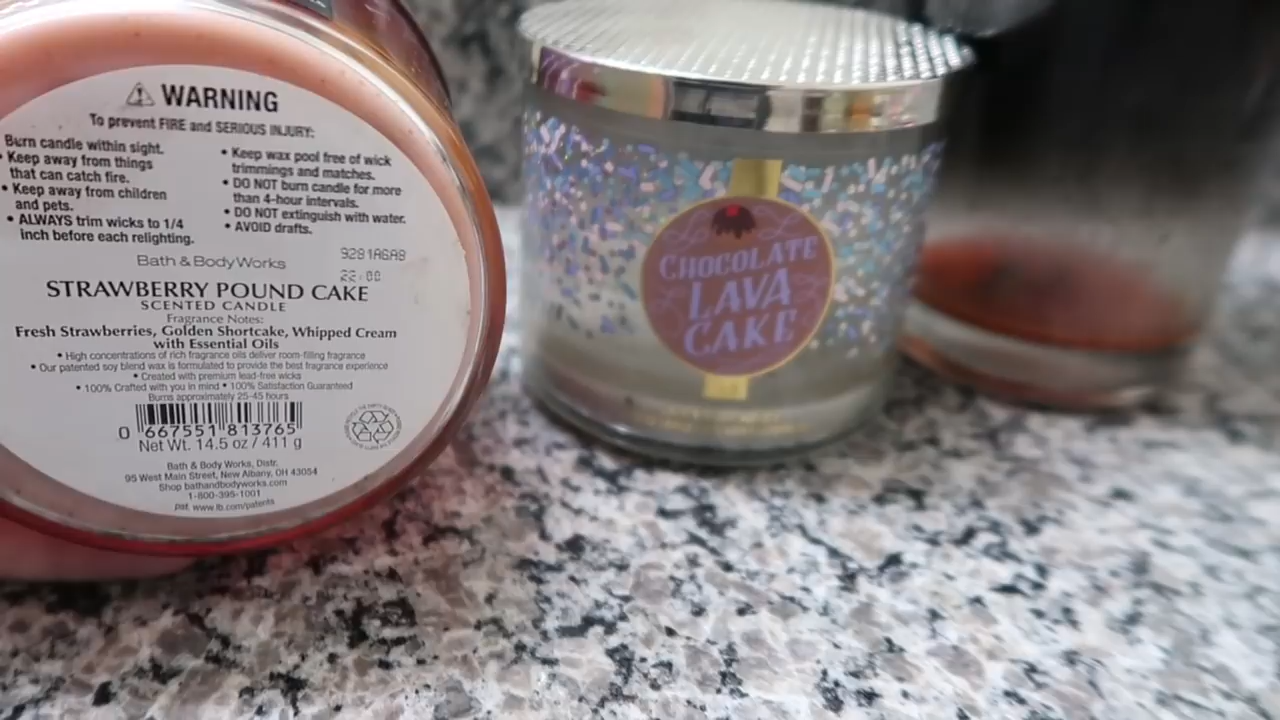 WARNING
To prevent FIRE and SERIOUS INJURY:
Burn candle within sight.
• Keep away from things
that can catch fire.
• Keep away from children
and pets.
• ALWAYS trim wicks to 1/4
inch before each relighting.
• Keep wax pool free of wick
trimmings and matches.
• DO NOT burn candle for more
than 4-hour intervals.
• DO NOT extinguish with water.
• AVOID drafts.
Bath & Body Works
9281AGA8
22:00
STRAWBERRY POUND CAKE
SCENTED CANDLE
Fragrance Notes:
Fresh Strawberries, Golden Shortcake, Whipped Cream
with Essential Oils
• High concentrations of rich fragrance oils deliver room-filling fragrance
• Our patented soy blend wax is formulated to provide the best fragrance experience
• Created with premium lead-free wicks
• 100% Crafted with you in mind • 100% Satisfaction Guaranteed
Burns approximately 25-45 hours
0 667551 813765
Net Wt. 14.5 oz / 411 g
Bath & Body Works, Distr.
95 West Main Street, New Albany, OH 43054
Shop bathandbodyworks.com
1-800-395-1001
pat. www.lb.com/patents
CHOCOLATE
LAVA
CAKE